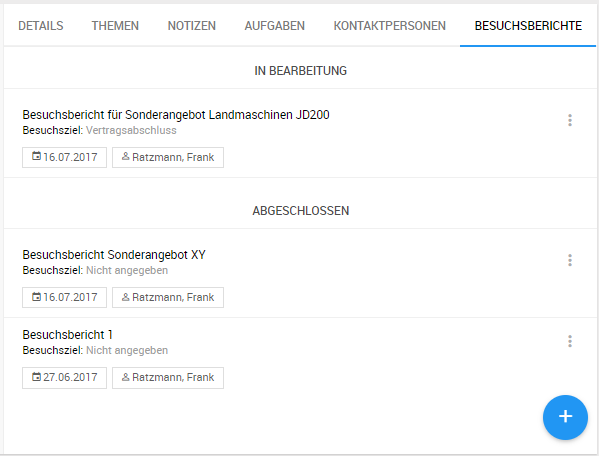 DETAILS THEMEN NOTIZEN AUFGABEN KONTAKTPERSONEN BESUCHSBERICHTE
IN BEARBEITUNG
Besuchsbericht für Sonderangebot Landmaschinen JD200
Besuchsziel: Vertragsabschluss
16.07.2017 Ratzmann, Frank
ABGESCHLOSSEN
Besuchsbericht Sonderangebot XY
Besuchsziel: Nicht angegeben
16.07.2017 Ratzmann, Frank
Besuchsbericht 1
Besuchsziel: Nicht angegeben
27.06.2017 Ratzmann, Frank
+